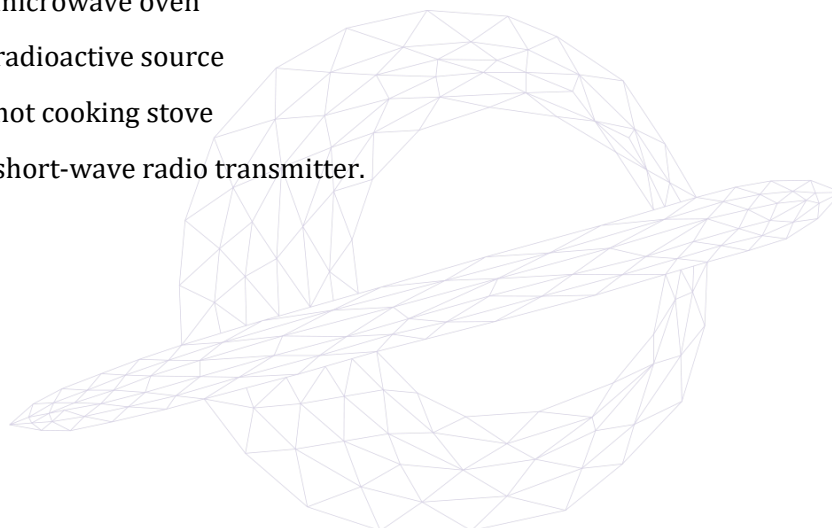 microwave oven
radioactive source
hot cooking stove
short-wave radio transmitter.